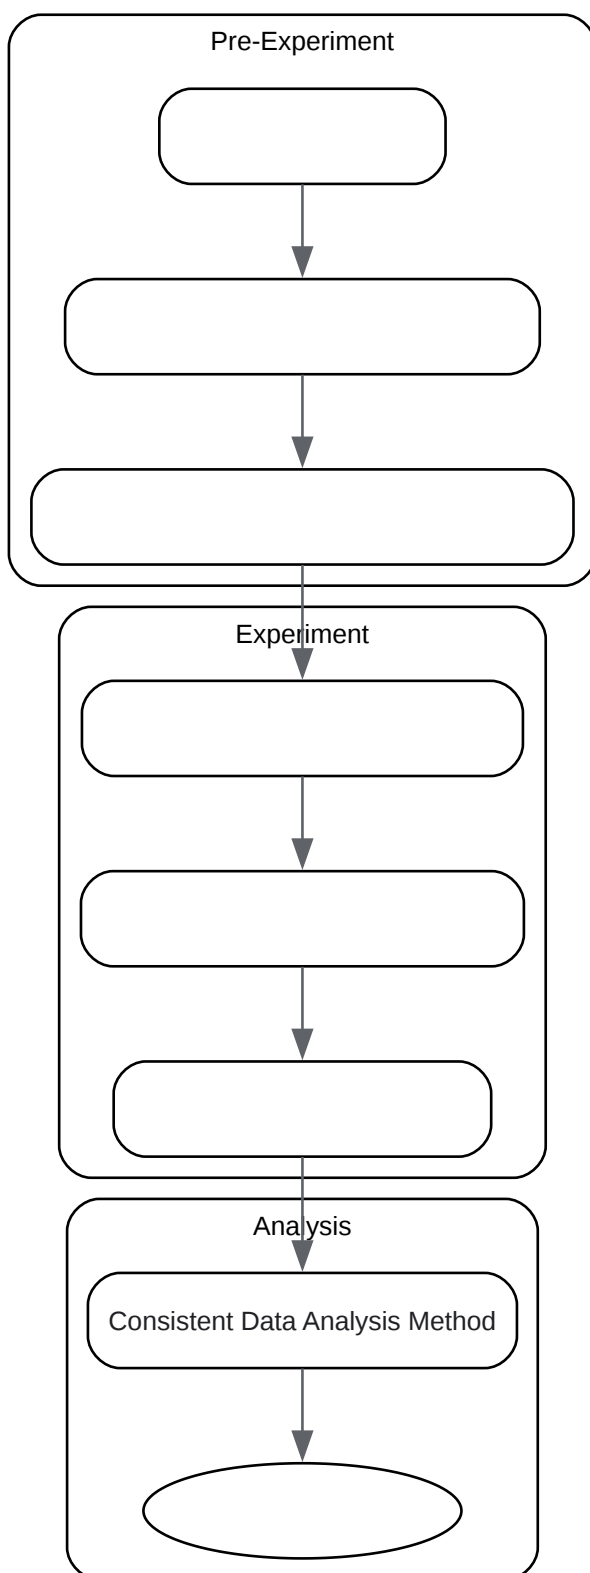 Pre-Experiment
Experiment
Analysis
Consistent Data Analysis Method